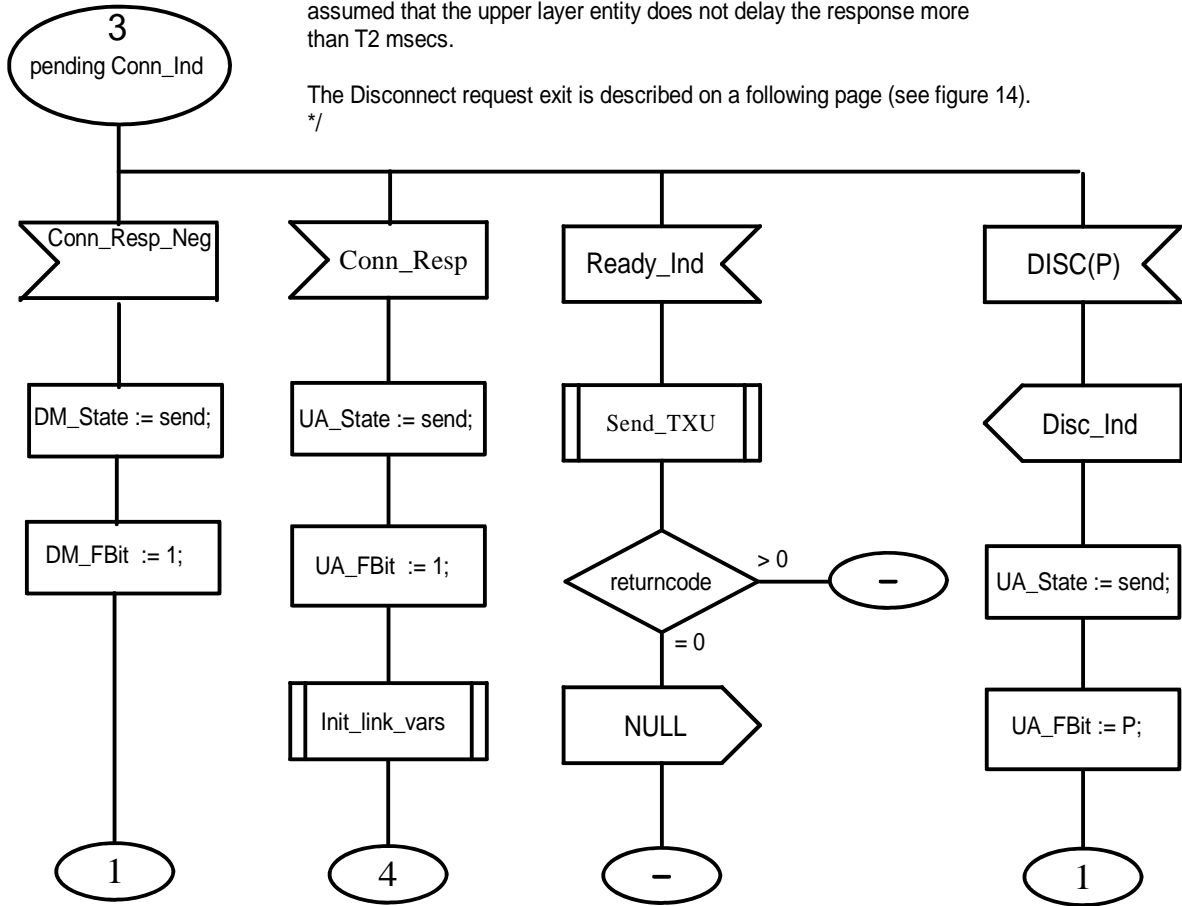 assumed that the upper layer entity does not delay the response more
than T2 msecs.
The Disconnect request exit is described on a following page (see figure 14).
*/
3
pending Conn_Ind
Conn_Resp_Neg
Conn_Resp
Ready_Ind
DISC(P)
DM_State := send;
UA_State := send;
Send_TXU
Disc_Ind
DM_FBit := 1;
UA_FBit := 1;
returncode
> 0
–
UA_State := send;
= 0
Init_link_vars
NULL
UA_FBit := P;
1
4
–
1